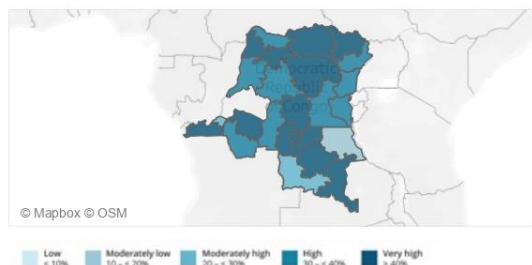 Democratic
Republic
of Congo
© Mapbox © OSM
Low
< 10%
Moderately low
10 – < 20%
Moderately high
20 – < 30%
High
30 – < 40%
Very high
≥ 40%